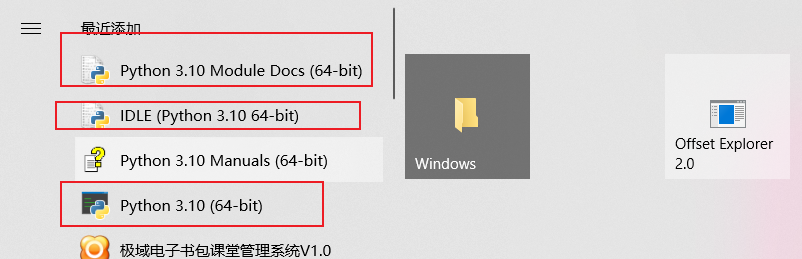 最近添加
Python 3.10 Module Docs (64-bit)
IDLE (Python 3.10 64-bit)
Python 3.10 Manuals (64-bit)
Python 3.10 (64-bit)
极域电子书包课堂管理系统V1.0
Windows
Offset Explorer
2.0